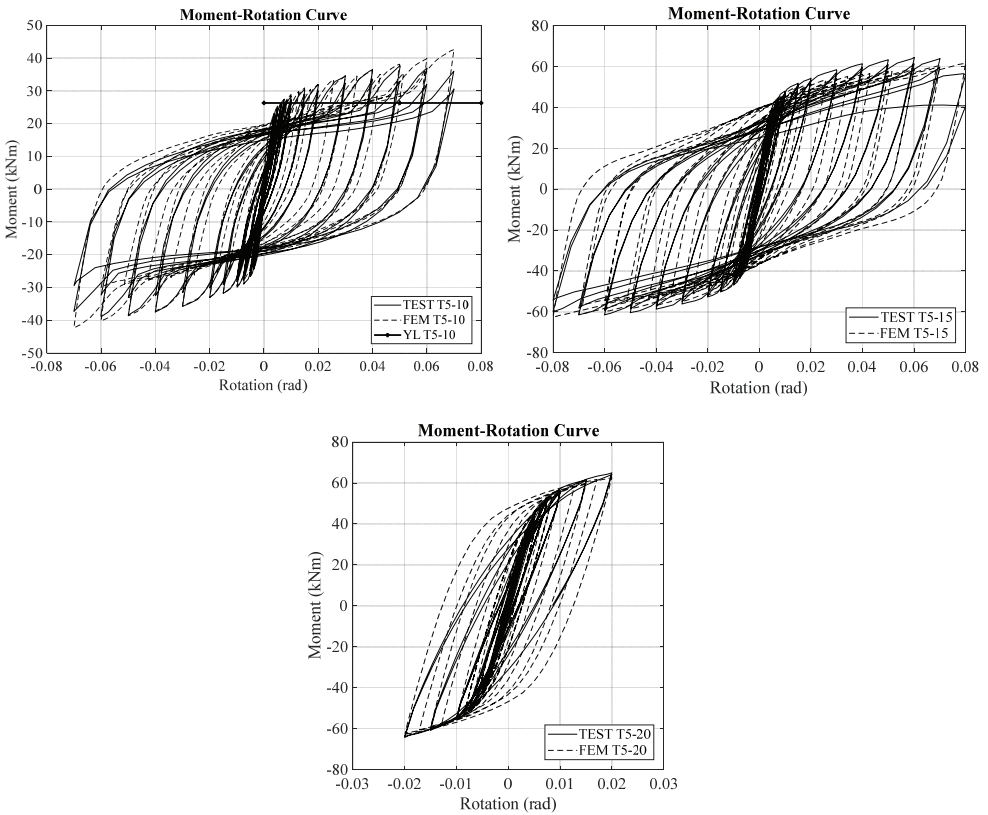 Moment-Rotation Curve
50
40
30
20
10
0
-10
-20
-30
-40
-50
Moment (kNm)
TEST T5-10
FEM T5-10
YL T5-10
-0.08 -0.06 -0.04 -0.02 0 0.02 0.04 0.06 0.08
Rotation (rad)
Moment-Rotation Curve
80
60
40
20
0
-20
-40
-60
-80
Moment (kNm)
TEST T5-15
FEM T5-15
-0.08 -0.06 -0.04 -0.02 0 0.02 0.04 0.06 0.08
Rotation (rad)
Moment-Rotation Curve
80
60
40
20
0
-20
-40
-60
-80
Moment (kNm)
TEST T5-20
FEM T5-20
-0.03 -0.02 -0.01 0 0.01 0.02 0.03
Rotation (rad)